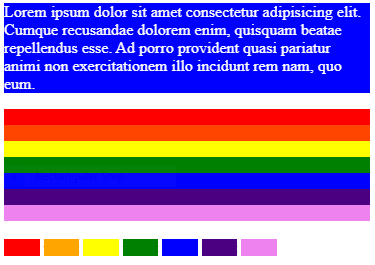 Lorem ipsum dolor sit amet consectetur adipisicing elit.
Cumque recusandae dolorem enim, quisquam beatae
repellendus esse. Ad porro provident quasi pariatur
animi non exercitationem illo incidunt rem nam, quo
eum.